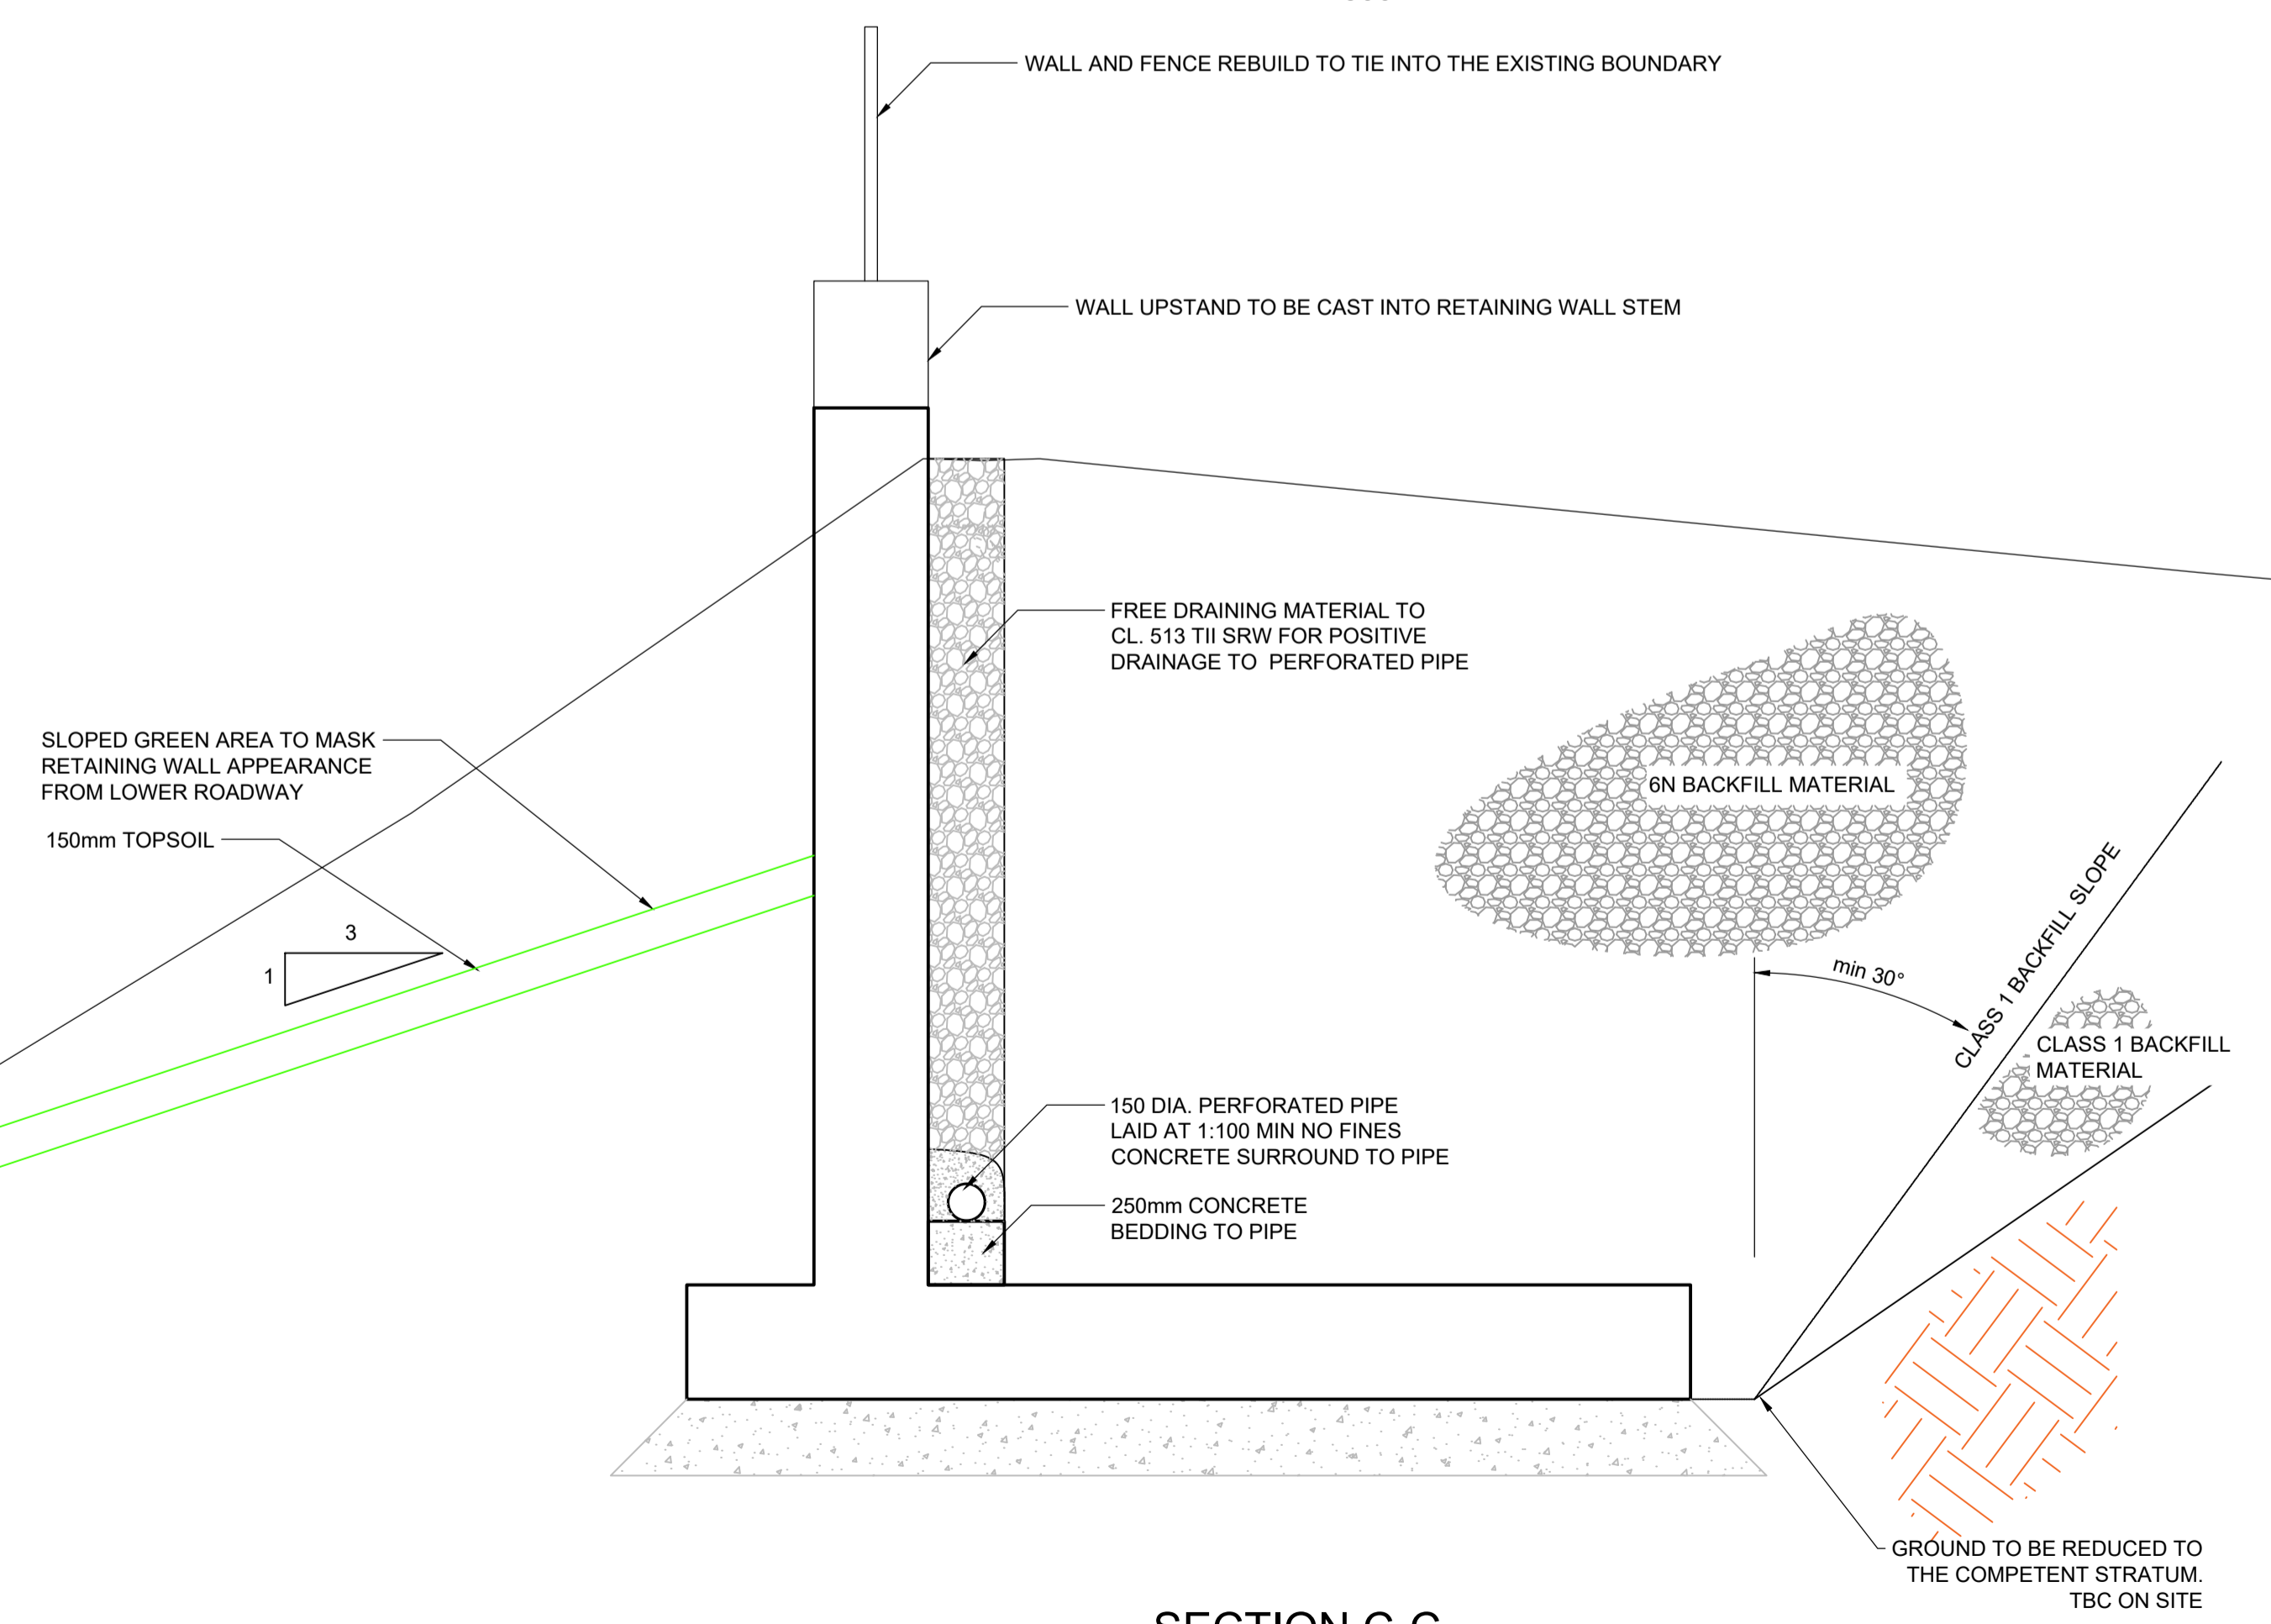 WALL AND FENCE REBUILD TO TIE INTO THE EXISTING BOUNDARY
WALL UPSTAND TO BE CAST INTO RETAINING WALL STEM
FREE DRAINING MATERIAL TO
CL. 513 TII SRW FOR POSITIVE
DRAINAGE TO PERFORATED PIPE
SLOPED GREEN AREA TO MASK
RETAINING WALL APPEARANCE
FROM LOWER ROADWAY
150mm TOPSOIL
3
1
6N BACKFILL MATERIAL
min 30°
CLASS 1 BACKFILL SLOPE
CLASS 1 BACKFILL
MATERIAL
150 DIA. PERFORATED PIPE
LAID AT 1:100 MIN NO FINES
CONCRETE SURROUND TO PIPE
250mm CONCRETE
BEDDING TO PIPE
GROUND TO BE REDUCED TO
THE COMPETENT STRATUM.
TBC ON SITE
SECTION